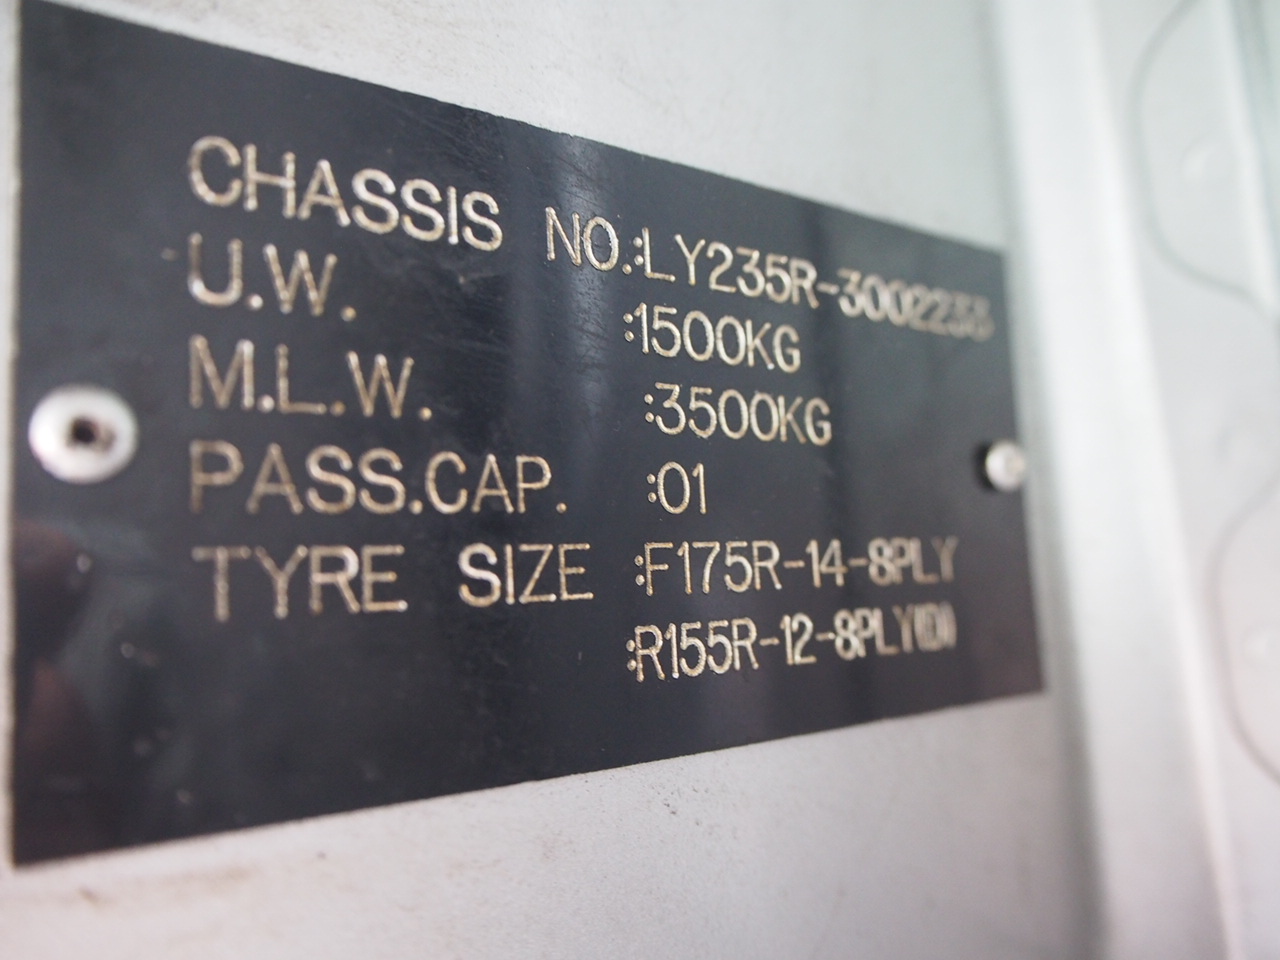 CHASSIS NO.:LY235R-3002233
U.W. :1500KG
M.L.W. :3500KG
PASS.CAP. :01
TYRE SIZE :F175R-14-8PLY
:R155R-12-8PLY(D)